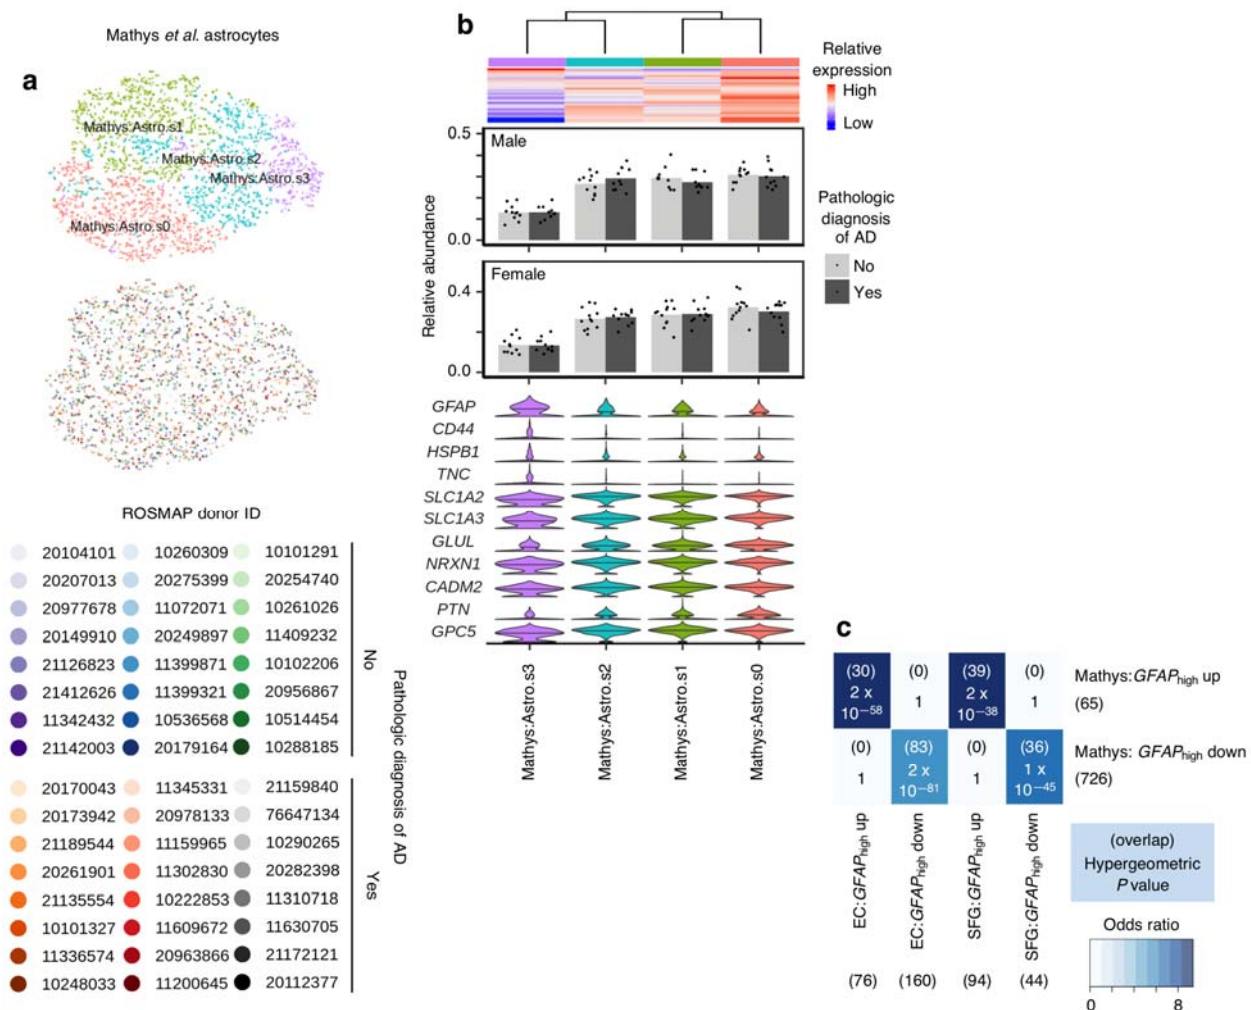 Mathys et al. astrocytes
a
Mathys:Astro.s1
Mathys:Astro.s2
Mathys:Astro.s3
Mathys:Astro.s0
ROSMAP donor ID
20104101 10260309 10101291
20207013 20275399 20254740
20977678 11072071 10261026
20149910 20249897 11409232
21126823 11399871 10102206
21412626 11399321 20956867
11342432 10536568 10514454
21142003 20179164 10288185
No
20170043 11345331 21159840
20173942 20978133 76647134
21189544 11159965 10290265
20261901 11302830 20282398
21135554 10222853 11310718
10101327 11609672 11630705
11336574 20963866 21172121
10248033 11200645 20112377
Yes
Pathologic diagnosis of AD
b
Relative
expression
High
Low
0.5
Male
0.0
Female
0.4
0.0
Relative abundance
Pathologic
diagnosis
of AD
No
Yes
GFAP
CD44
HSPB1
TNC
SLC1A2
SLC1A3
GLUL
NRXN1
CADM2
PTN
GPC5
Mathys:Astro.s3
Mathys:Astro.s2
Mathys:Astro.s1
Mathys:Astro.s0
c
(30) (0) (39) (0)
2 x 1 2 x 1
10−58 10−38
Mathys:GFAPhigh up
(65)
(0) (83) (0) (36)
1 2 x 1 1 x
10−81 10−45
Mathys: GFAPhigh down
(726)
EC:GFAPhigh up
EC:GFAPhigh down
SFG:GFAPhigh up
SFG:GFAPhigh down
(76) (160) (94) (44)
(overlap)
Hypergeometric
P value
Odds ratio
0 8